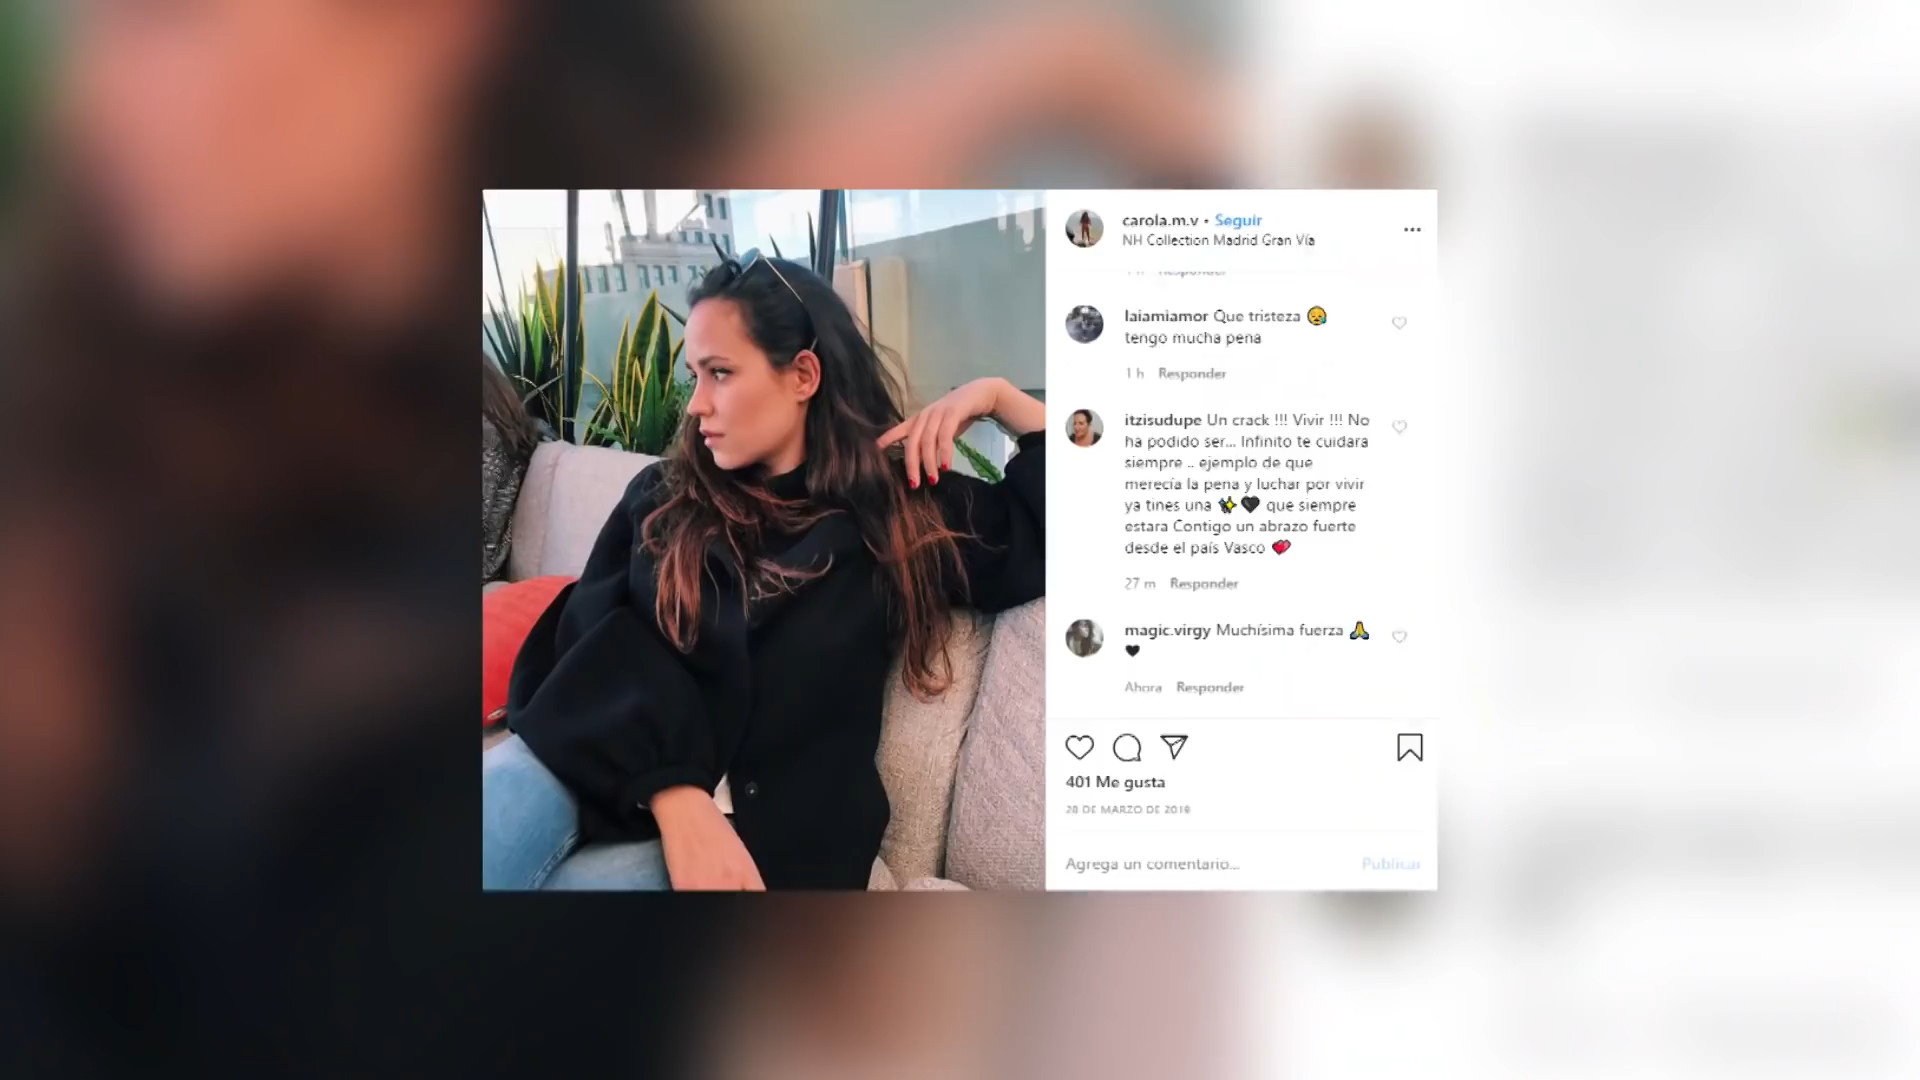 carola.m.v • Seguir
NH Collection Madrid Gran Vía
Responder
laiamiamor Que tristeza 😥
tengo mucha pena
1 h Responder
itzisudupe Un crack !!! Vivir !!! No
ha podido ser... Infinito te cuidara
siempre .. ejemplo de que
merecía la pena y luchar por vivir
ya tines una ✨🖤 que siempre
estara Contigo un abrazo fuerte
desde el país Vasco 💕
27 m Responder
magic.virgy Muchísima fuerza 🙏
🖤
Ahora Responder
401 Me gusta
28 DE MARZO DE 2019
Agrega un comentario...
Publicar